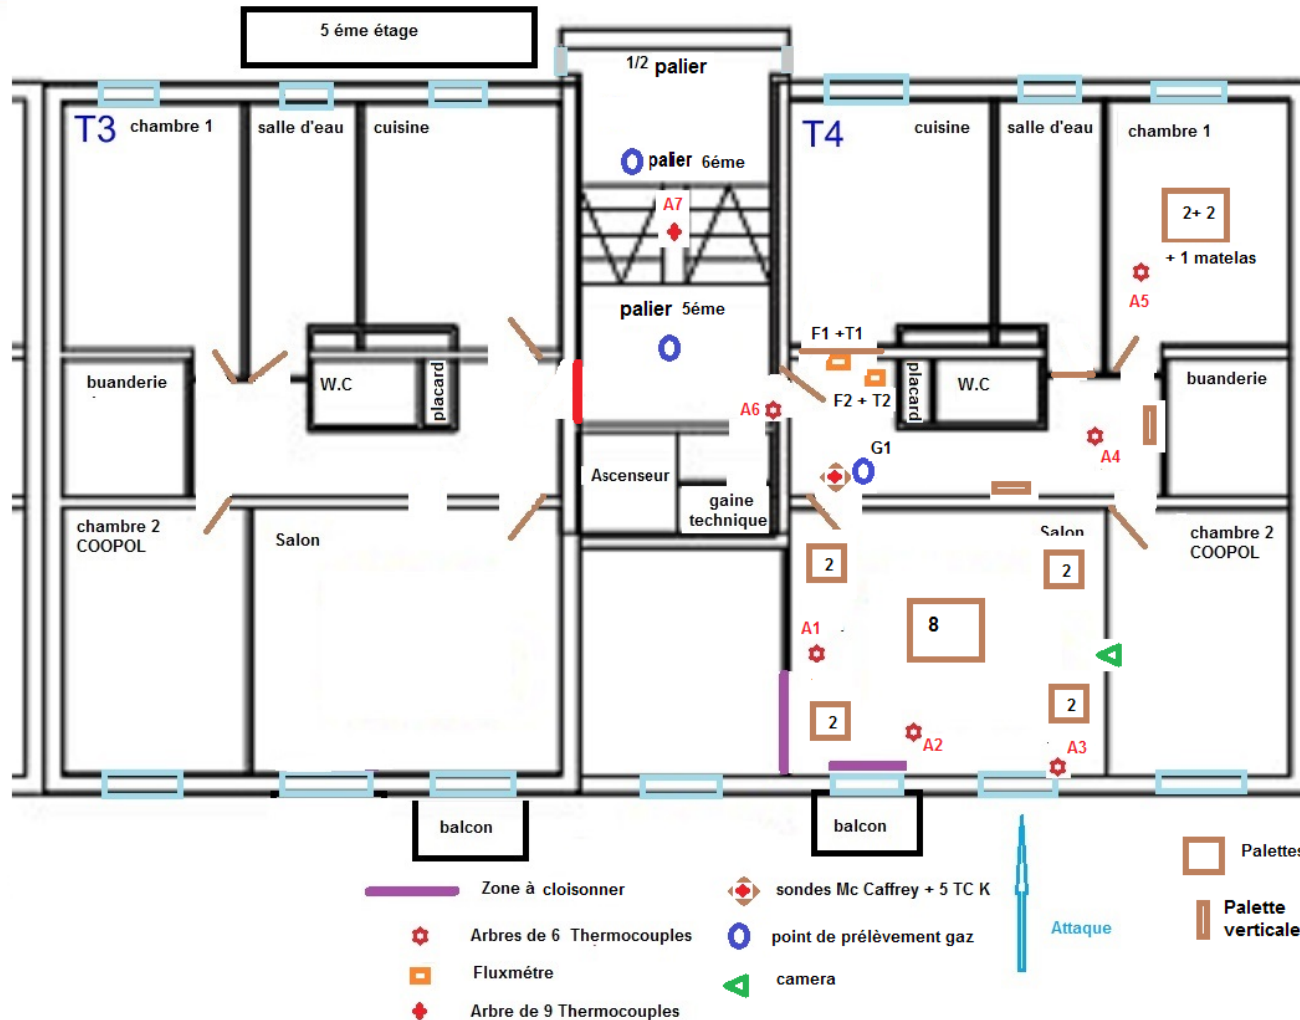 5 éme étage
1/2 palier
T3
chambre 1
salle d'eau
cuisine
palier 6éme
T4
cuisine
salle d'eau
chambre 1
A7
2+ 2
+ 1 matelas
A5
palier 5éme
F1 +T1
buanderie
W.C
placard
A6
F2 + T2
placard
W.C
buanderie
G1
A4
Ascenseur
gaine
technique
chambre 2
COOPOL
Salon
Salon
chambre 2
COOPOL
2
2
8
A1
2
2
A2
A3
balcon
balcon
Zone à cloisonner
sondes Mc Caffrey + 5 TC K
Palettes
Arbres de 6 Thermocouples
point de prélèvement gaz
Attaque
Palette
verticale
Fluxmétre
camera
Arbre de 9 Thermocouples